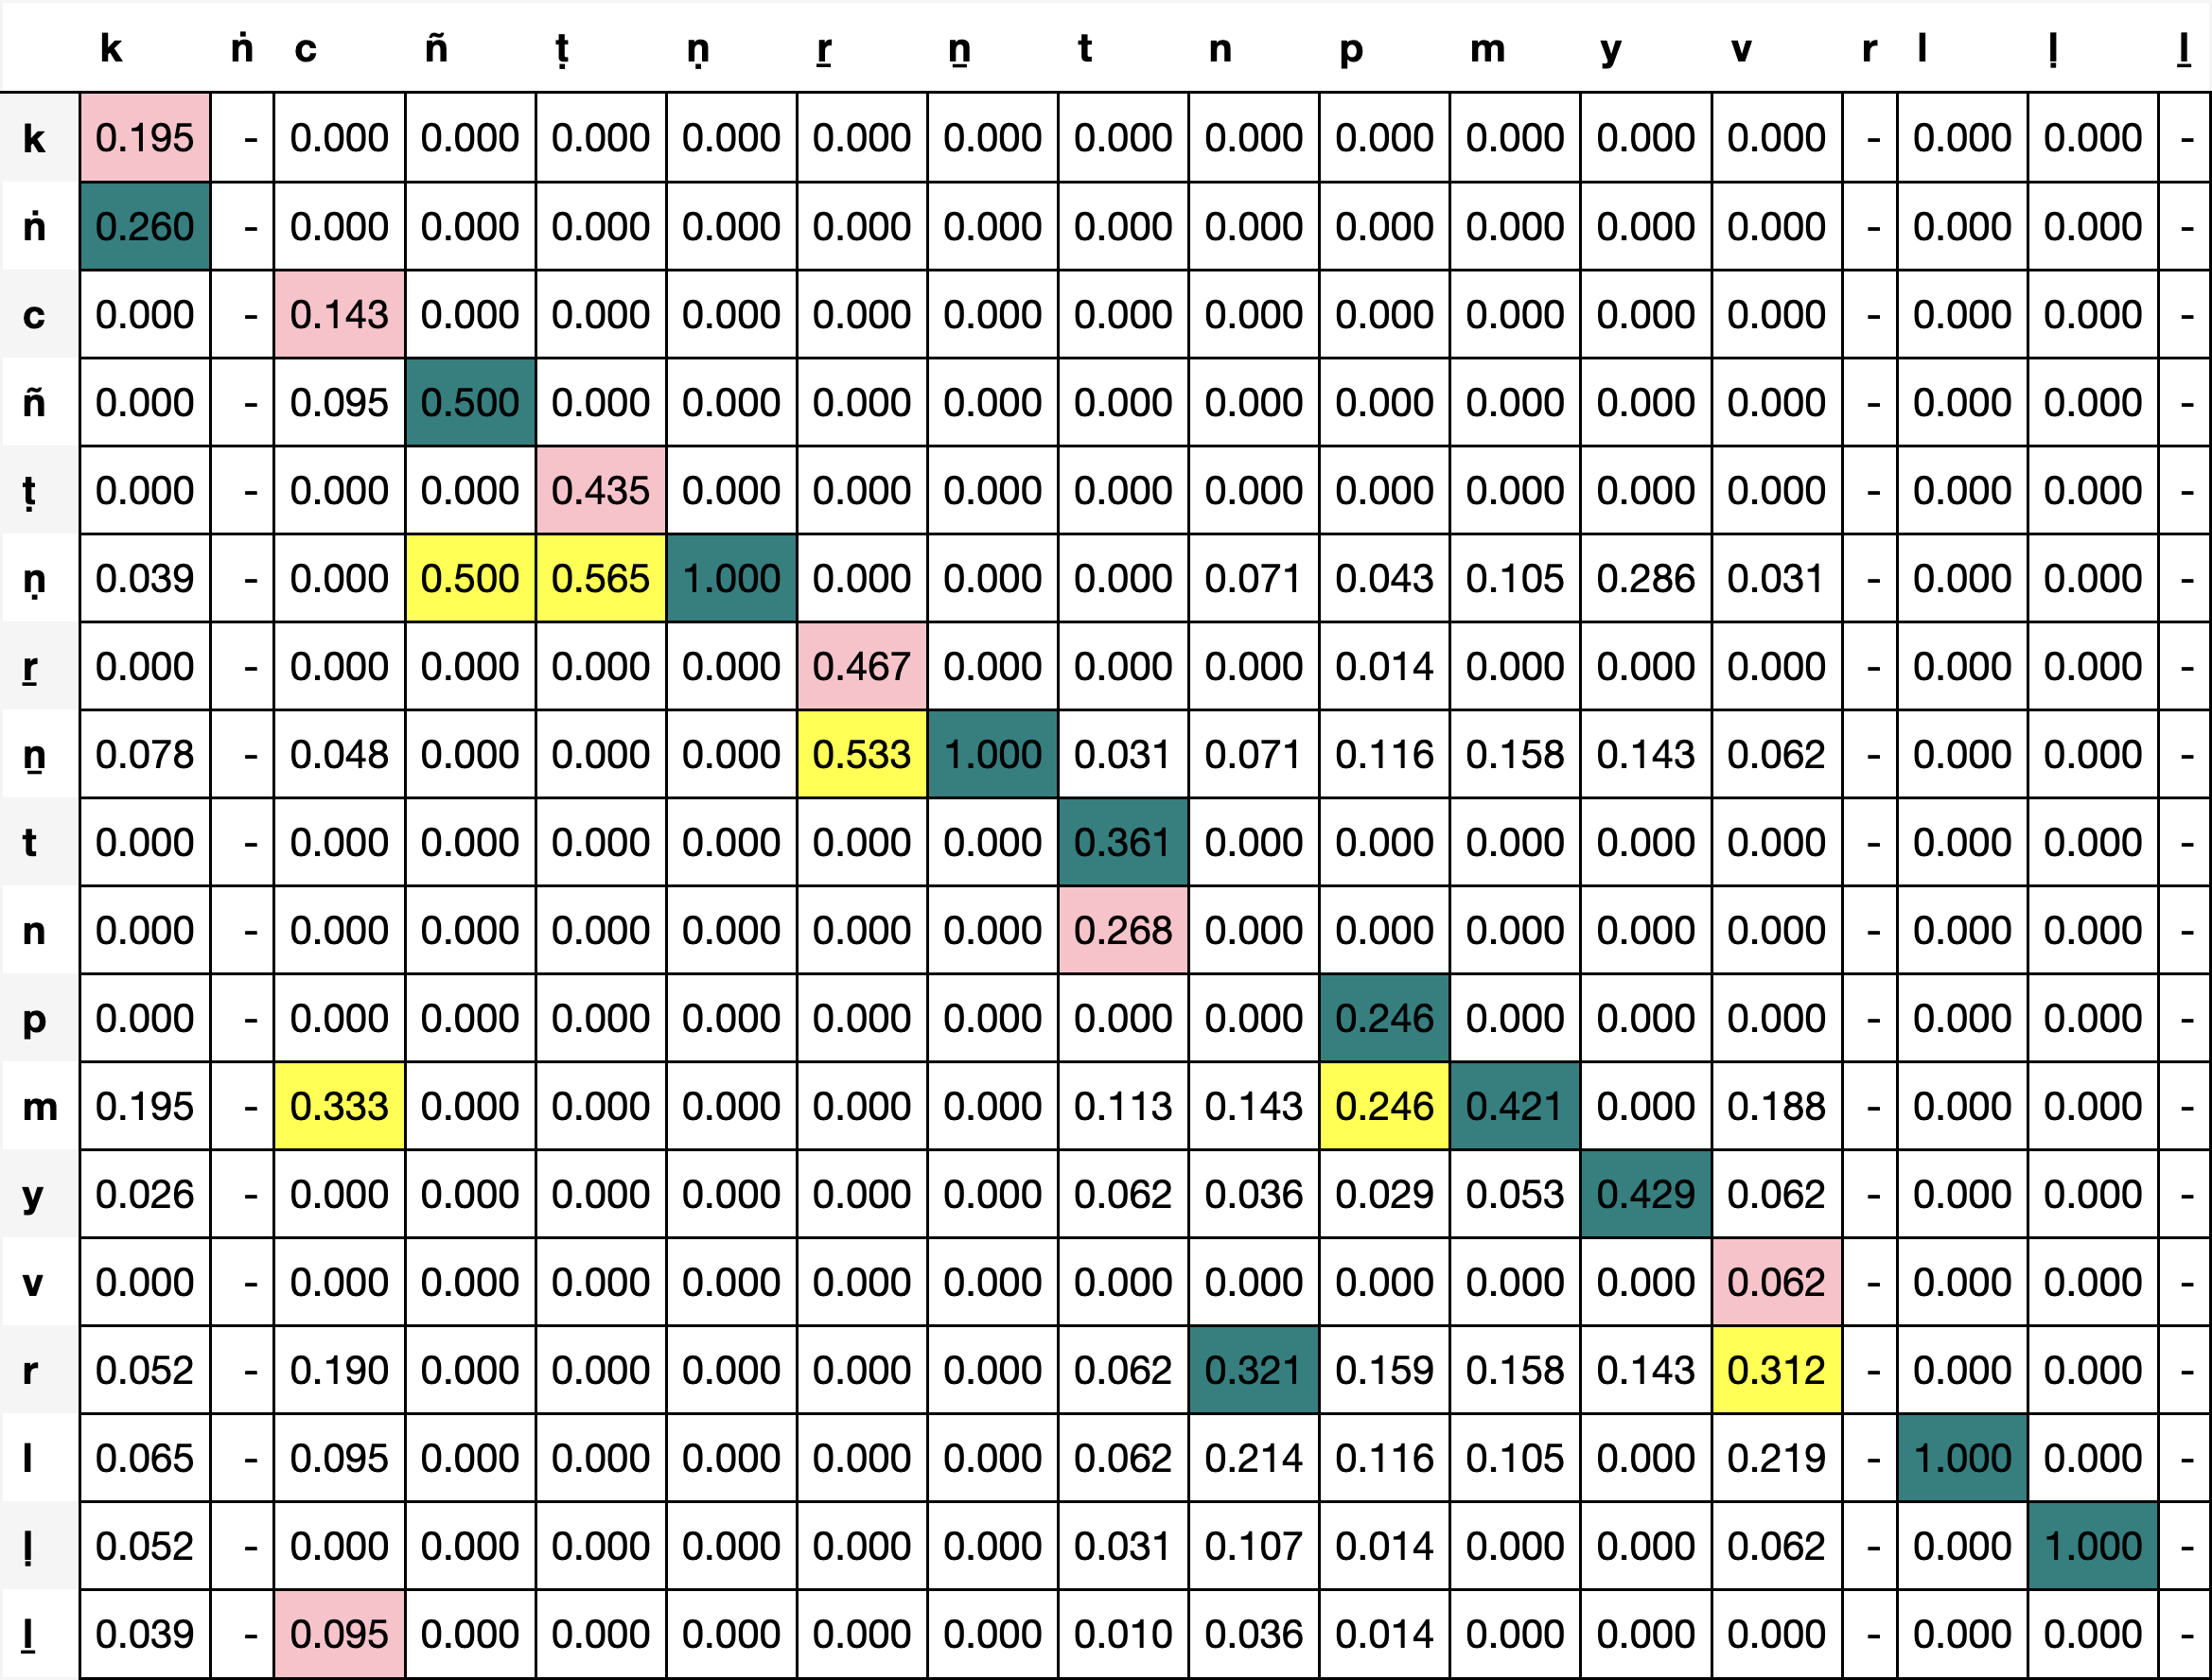 k ṅ c ñ ṭ ṇ ṟ ṉ t n p m y v r l ḷ ḻ
k 0.195 - 0.000 0.000 0.000 0.000 0.000 0.000 0.000 0.000 0.000 0.000 0.000 0.000 - 0.000 0.000 -
ṅ 0.260 - 0.000 0.000 0.000 0.000 0.000 0.000 0.000 0.000 0.000 0.000 0.000 0.000 - 0.000 0.000 -
c 0.000 - 0.143 0.000 0.000 0.000 0.000 0.000 0.000 0.000 0.000 0.000 0.000 0.000 - 0.000 0.000 -
ñ 0.000 - 0.095 0.500 0.000 0.000 0.000 0.000 0.000 0.000 0.000 0.000 0.000 0.000 - 0.000 0.000 -
ṭ 0.000 - 0.000 0.000 0.435 0.000 0.000 0.000 0.000 0.000 0.000 0.000 0.000 0.000 - 0.000 0.000 -
ṇ 0.039 - 0.000 0.500 0.565 1.000 0.000 0.000 0.000 0.071 0.043 0.105 0.286 0.031 - 0.000 0.000 -
ṟ 0.000 - 0.000 0.000 0.000 0.000 0.467 0.000 0.000 0.000 0.014 0.000 0.000 0.000 - 0.000 0.000 -
ṉ 0.078 - 0.048 0.000 0.000 0.000 0.533 1.000 0.031 0.071 0.116 0.158 0.143 0.062 - 0.000 0.000 -
t 0.000 - 0.000 0.000 0.000 0.000 0.000 0.000 0.361 0.000 0.000 0.000 0.000 0.000 - 0.000 0.000 -
n 0.000 - 0.000 0.000 0.000 0.000 0.000 0.000 0.268 0.000 0.000 0.000 0.000 0.000 - 0.000 0.000 -
p 0.000 - 0.000 0.000 0.000 0.000 0.000 0.000 0.000 0.000 0.246 0.000 0.000 0.000 - 0.000 0.000 -
m 0.195 - 0.333 0.000 0.000 0.000 0.000 0.000 0.113 0.143 0.246 0.421 0.000 0.188 - 0.000 0.000 -
y 0.026 - 0.000 0.000 0.000 0.000 0.000 0.000 0.062 0.036 0.029 0.053 0.429 0.062 - 0.000 0.000 -
v 0.000 - 0.000 0.000 0.000 0.000 0.000 0.000 0.000 0.000 0.000 0.000 0.000 0.062 - 0.000 0.000 -
r 0.052 - 0.190 0.000 0.000 0.000 0.000 0.000 0.062 0.321 0.159 0.158 0.143 0.312 - 0.000 0.000 -
l 0.065 - 0.095 0.000 0.000 0.000 0.000 0.000 0.062 0.214 0.116 0.105 0.000 0.219 - 1.000 0.000 -
ḷ 0.052 - 0.000 0.000 0.000 0.000 0.000 0.000 0.031 0.107 0.014 0.000 0.000 0.062 - 0.000 1.000 -
ḻ 0.039 - 0.095 0.000 0.000 0.000 0.000 0.000 0.010 0.036 0.014 0.000 0.000 0.000 - 0.000 0.000 -